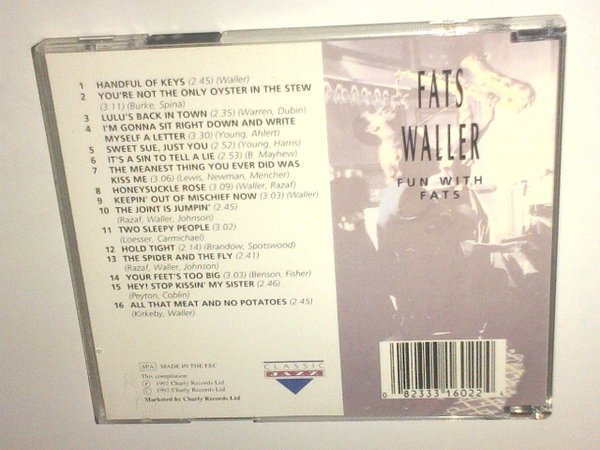 1 HANDFUL OF KEYS (2.45) (Waller)
2 YOU'RE NOT THE ONLY OYSTER IN THE STEW
(3.11) (Burke, Spina)
3 LULU'S BACK IN TOWN (2.35) (Warren, Dubin)
4 I'M GONNA SIT RIGHT DOWN AND WRITE
MYSELF A LETTER (3.30) (Young, Ahlert)
5 SWEET SUE, JUST YOU (2.52) (Young, Harris)
6 IT'S A SIN TO TELL A LIE (2.53) (B. Mayhew)
7 THE MEANEST THING YOU EVER DID WAS
KISS ME (3.06) (Lewis, Newman, Mencher)
8 HONEYSUCKLE ROSE (3.09) (Waller, Razaf)
9 KEEPIN' OUT OF MISCHIEF NOW (3 03) (Waller)
10 THE JOINT IS JUMPIN' (2.45)
(Razaf, Waller, Johnson)
11 TWO SLEEPY PEOPLE (3.02)
(Loesser, Carmichael)
12 HOLD TIGHT (2.14) (Brandow, Spotswood)
13 THE SPIDER AND THE FLY (2.41)
(Razaf, Waller, Johnson)
14 YOUR FEET'S TOO BIG (3.03) (Benson, Fisher)
15 HEY! STOP KISSIN' MY SISTER (2.46)
(Peyton, Coblin)
16 ALL THAT MEAT AND NO POTATOES (2.45)
(Kirkeby, Waller)
SPA MADE IN THE EEC
This compilation
℗ 1992 Charly Records Ltd
© 1992 Charly Records Ltd
Marketed by Charly Records Ltd
CLASSIC
JAZZ
FATS
WALLER
FUN WITH
FATS
0 82333 16022